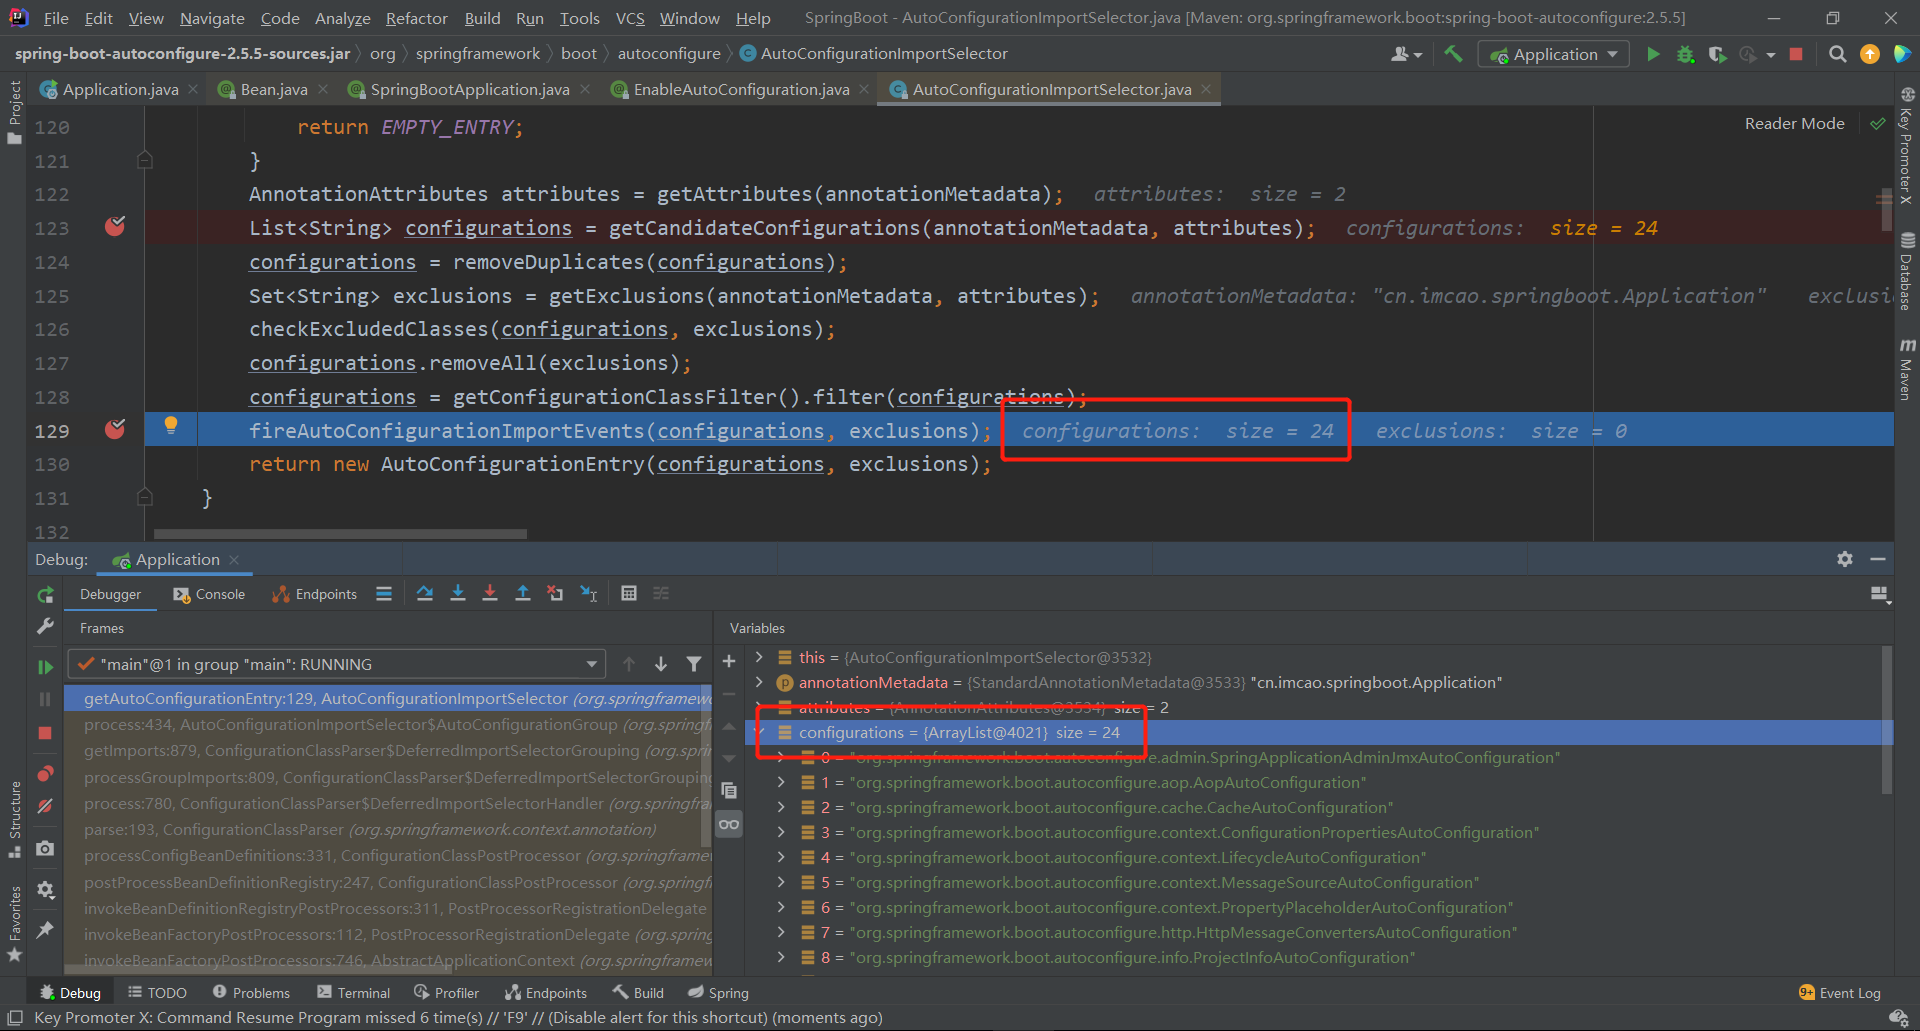 File Edit View Navigate Code Analyze Refactor Build Run Tools VCS Window Help SpringBoot - AutoConfigurationImportSelector.java [Maven: org.springframework.boot:spring-boot-autoconfigure:2.5.5]
spring-boot-autoconfigure-2.5.5-sources.jar org springframework boot autoconfigure AutoConfigurationImportSelector Application
Application.java Bean.java SpringBootApplication.java EnableAutoConfiguration.java AutoConfigurationImportSelector.java
Project
Structure
Favorites
Key Promoter X
Database
Maven
Reader Mode
120 return EMPTY_ENTRY;
121 }
122 AnnotationAttributes attributes = getAttributes(annotationMetadata); attributes: size = 2
123 List<String> configurations = getCandidateConfigurations(annotationMetadata, attributes); configurations: size = 24
124 configurations = removeDuplicates(configurations);
125 Set<String> exclusions = getExclusions(annotationMetadata, attributes); annotationMetadata: "cn.imcao.springboot.Application" exclusi
126 checkExcludedClasses(configurations, exclusions);
127 configurations.removeAll(exclusions);
128 configurations = getConfigurationClassFilter().filter(configurations);
129 fireAutoConfigurationImportEvents(configurations, exclusions); configurations: size = 24 exclusions: size = 0
130 return new AutoConfigurationEntry(configurations, exclusions);
131 }
132
Debug: Application
Debugger Console Endpoints
Frames
"main"@1 in group "main": RUNNING
getAutoConfigurationEntry:129, AutoConfigurationImportSelector (org.springframewo
process:434, AutoConfigurationImportSelector$AutoConfigurationGroup (org.spring
getImports:879, ConfigurationClassParser$DeferredImportSelectorGrouping (org.sp
processGroupImports:809, ConfigurationClassParser$DeferredImportSelectorGrouping
process:780, ConfigurationClassParser$DeferredImportSelectorHandler (org.springfra
parse:193, ConfigurationClassParser (org.springframework.context.annotation)
processConfigBeanDefinitions:331, ConfigurationClassPostProcessor (org.springframew
postProcessBeanDefinitionRegistry:247, ConfigurationClassPostProcessor (org.spring
invokeBeanDefinitionRegistryPostProcessors:311, PostProcessorRegistrationDelegate
invokeBeanFactoryPostProcessors:112, PostProcessorRegistrationDelegate (org.spring
invokeBeanFactoryPostProcessors:746, AbstractApplicationContext (org.springframew
Variables
this = {AutoConfigurationImportSelector@3532}
annotationMetadata = {StandardAnnotationMetadata@3533} "cn.imcao.springboot.Application"
attributes = {AnnotationAttributes@3534} size = 2
configurations = {ArrayList@4021} size = 24
0 = "org.springframework.boot.autoconfigure.admin.SpringApplicationAdminJmxAutoConfiguration"
1 = "org.springframework.boot.autoconfigure.aop.AopAutoConfiguration"
2 = "org.springframework.boot.autoconfigure.cache.CacheAutoConfiguration"
3 = "org.springframework.boot.autoconfigure.context.ConfigurationPropertiesAutoConfiguration"
4 = "org.springframework.boot.autoconfigure.context.LifecycleAutoConfiguration"
5 = "org.springframework.boot.autoconfigure.context.MessageSourceAutoConfiguration"
6 = "org.springframework.boot.autoconfigure.context.PropertyPlaceholderAutoConfiguration"
7 = "org.springframework.boot.autoconfigure.http.HttpMessageConvertersAutoConfiguration"
8 = "org.springframework.boot.autoconfigure.info.ProjectInfoAutoConfiguration"
Debug TODO Problems Terminal Profiler Endpoints Build Spring 9+ Event Log
Key Promoter X: Command Resume Program missed 6 time(s) // 'F9' // (Disable alert for this shortcut) (moments ago)